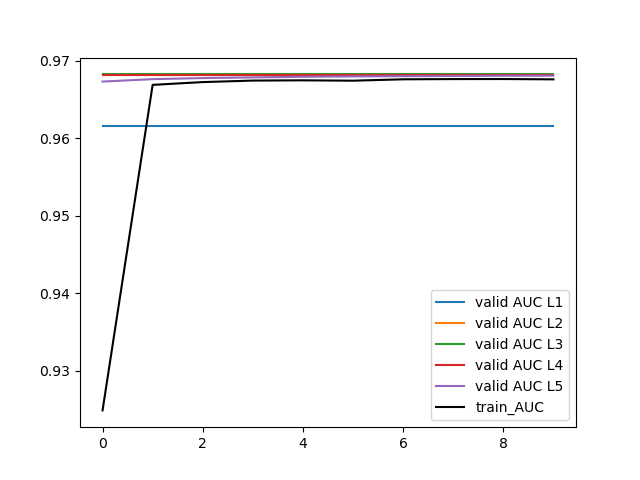 0.97
0.96
0.95
0.94
0.93
0 2 4 6 8
valid AUC L1
valid AUC L2
valid AUC L3
valid AUC L4
valid AUC L5
train_AUC